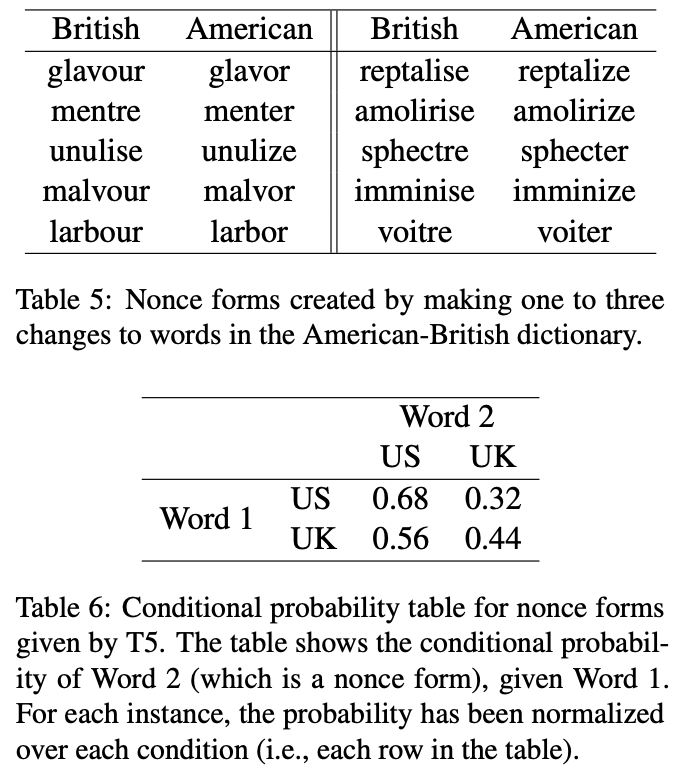 British American British American
glavour glavor reptalise reptalize
mentre menter amolirise amolirize
unulise unulize sphectre sphecter
malvour malvor imminise imminize
larbour larbor voitre voiter
Table 5: Nonce forms created by making one to three
changes to words in the American-British dictionary.
Word 2
US UK
Word 1 US 0.68 0.32
UK 0.56 0.44
Table 6: Conditional probability table for nonce forms
given by T5. The table shows the conditional probabil-
ity of Word 2 (which is a nonce form), given Word 1.
For each instance, the probability has been normalized
over each condition (i.e., each row in the table).